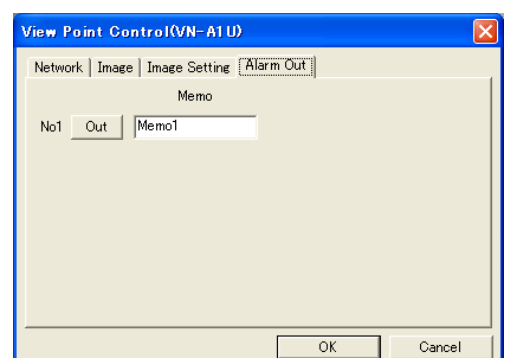 View Point Control(VN-A1U)
Network Image Image Setting Alarm Out
Memo
No1 Out Memo1
OK Cancel